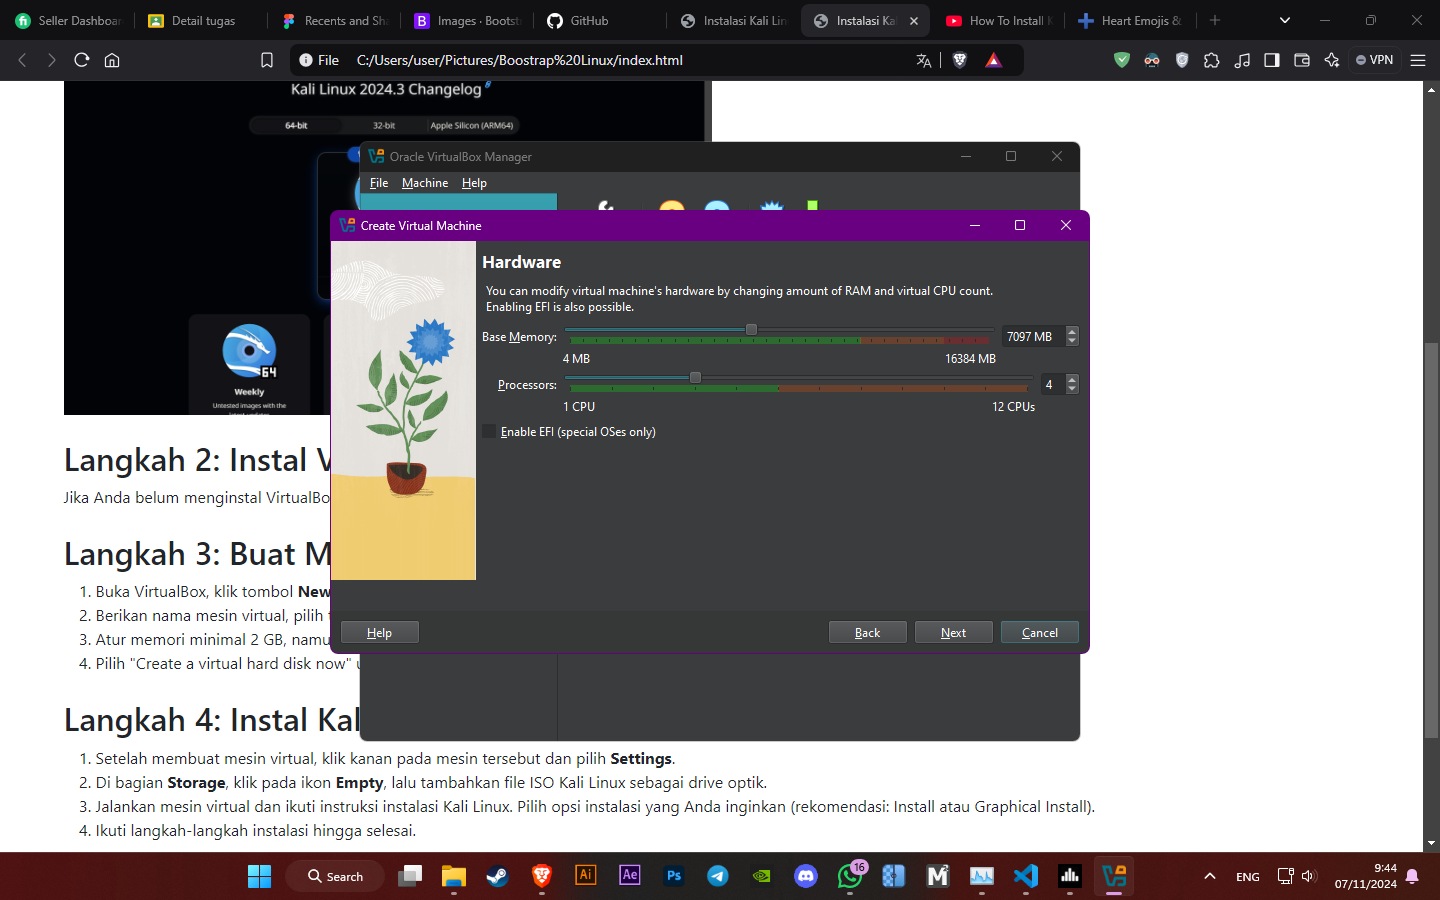 Seller Dashboar
Detail tugas
Recents and Sha
Images · Bootstr
GitHub
Instalasi Kali Lin
Instalasi Ka
How To Install K
Heart Emojis &
File
C:/Users/user/Pictures/Boostrap%20Linux/index.html
VPN
Kali Linux 2024.3 Changelog
64-bit
32-bit
Apple Silicon (ARM64)
Oracle VirtualBox Manager
File
Machine
Help
Create Virtual Machine
Hardware
You can modify virtual machine's hardware by changing amount of RAM and virtual CPU count.
Enabling EFI is also possible.
Base Memory:
7097 MB
4 MB
16384 MB
Processors:
4
1 CPU
12 CPUs
Enable EFI (special OSes only)
Help
Back
Next
Cancel
64
Weekly
Untested images with the
Langkah 2: Instal V
Jika Anda belum menginstal VirtualBo
Langkah 3: Buat M
1. Buka VirtualBox, klik tombol New
2. Berikan nama mesin virtual, pilih t
3. Atur memori minimal 2 GB, namu
4. Pilih "Create a virtual hard disk now" u
Langkah 4: Instal Kal
1. Setelah membuat mesin virtual, klik kanan pada mesin tersebut dan pilih Settings.
2. Di bagian Storage, klik pada ikon Empty, lalu tambahkan file ISO Kali Linux sebagai drive optik.
3. Jalankan mesin virtual dan ikuti instruksi instalasi Kali Linux. Pilih opsi instalasi yang Anda inginkan (rekomendasi: Install atau Graphical Install).
4. Ikuti langkah-langkah instalasi hingga selesai.
Search
Ai
Ae
Ps
16
M
ENG
9:44
07/11/2024